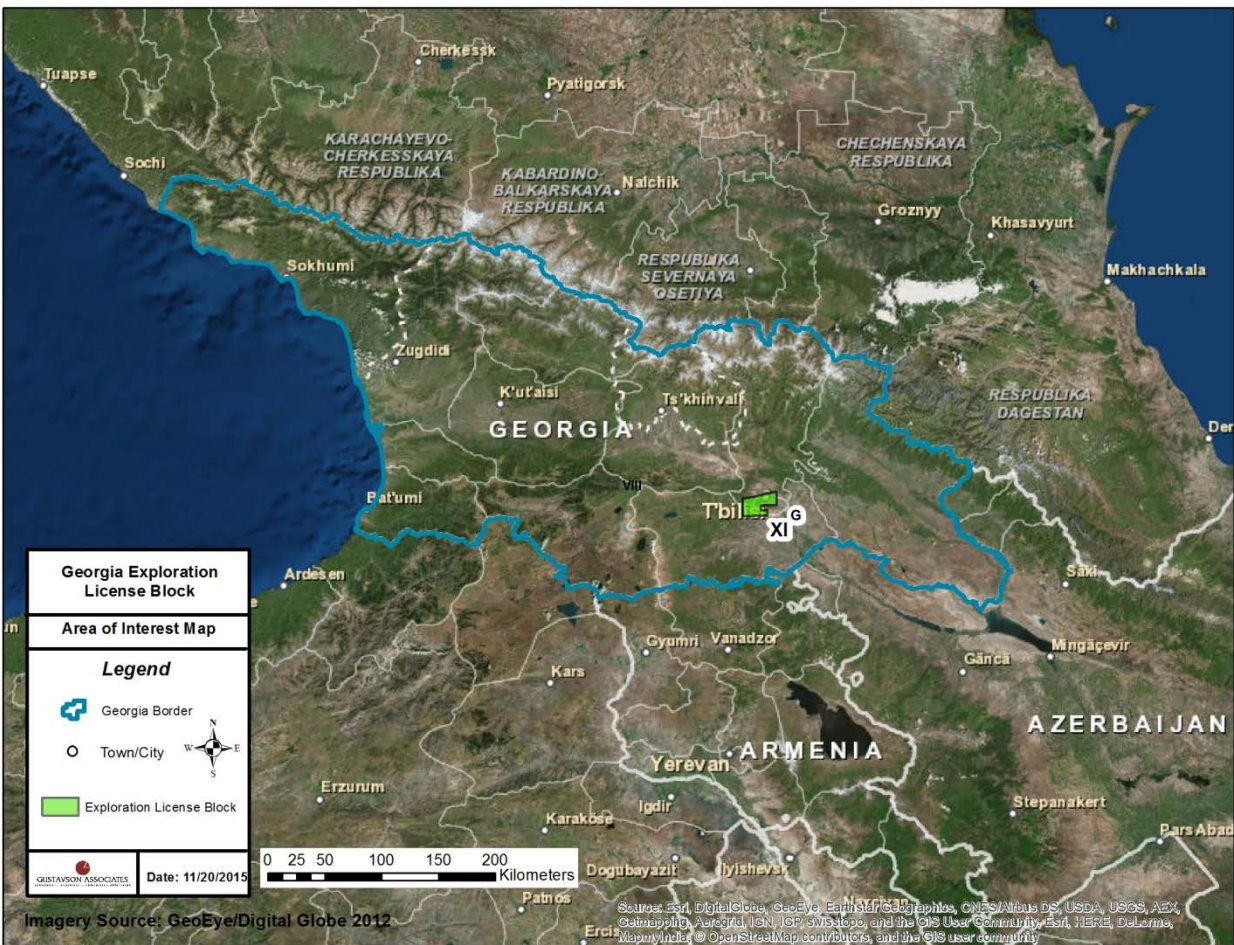 Cherkessk
Tuapse
Pyatigorsk
KARACHAYEVO-
CHERKESSKAYA
RESPUBLIKA
CHECHENSKAYA
RESPUBLIKA
Sochi
KABARDINO-
BALKARSKAYA
RESPUBLIKA
Nalchik
Groznyy
Khasavyurt
Sokhumi
RESPUBLIKA
SEVERNAYA
OSETIYA
Makhachkala
Zugdidi
K'ut'aisi
Ts'khinvali
RESPUBLIKA
DAGESTAN
GEORGIA
Der
VIII
Bat'umi
T'bilisi
G
XI
Ardesen
Säki
Gyumri
Vanadzor
Mingäçevir
Gäncä
Kars
AZERBAIJAN
ARMENIA
Yerevan
Erzurum
Igdir
Stepanakert
Karaköse
Pars Abad
Dogubayazit
Ilyishevsk
Patnos
Naxçivan
Ercis
un
e
Georgia Exploration
License Block
Area of Interest Map
Legend
Georgia Border
N
W E
S
Town/City
Exploration License Block
GUSTAVSON ASSOCIATES
Date: 11/20/2015
0 25 50 100 150 200
Kilometers
Imagery Source: GeoEye/Digital Globe 2012
Source: Esri, DigitalGlobe, GeoEye, Earthstar Geographics, CNES/Airbus DS, USDA, USGS, AEX,
Getmapping, Aerogrid, IGN, IGP, swisstopo, and the GIS User Community, Esri, HERE, DeLorme,
MapmyIndia, © OpenStreetMap contributors, and the GIS user community